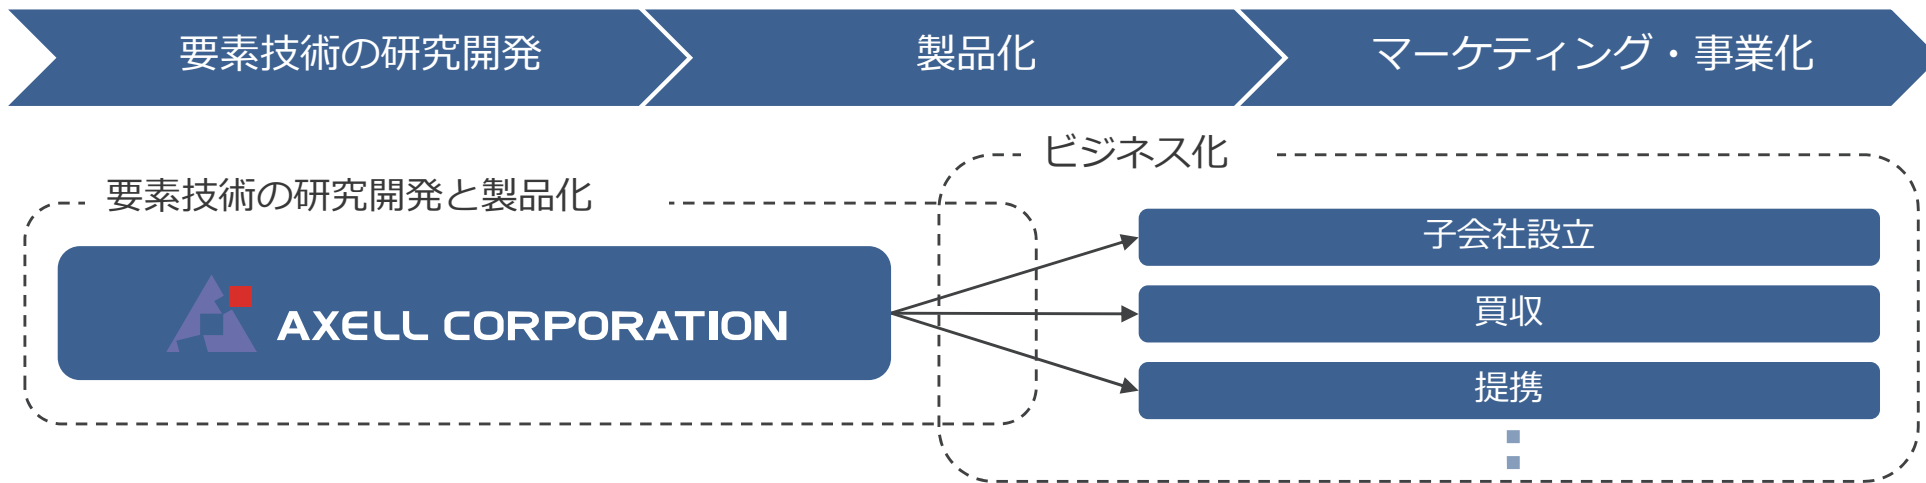 要素技術の研究開発
製品化
マーケティング・事業化
ビジネス化
要素技術の研究開発と製品化
AXELL CORPORATION
子会社設立
買収
提携